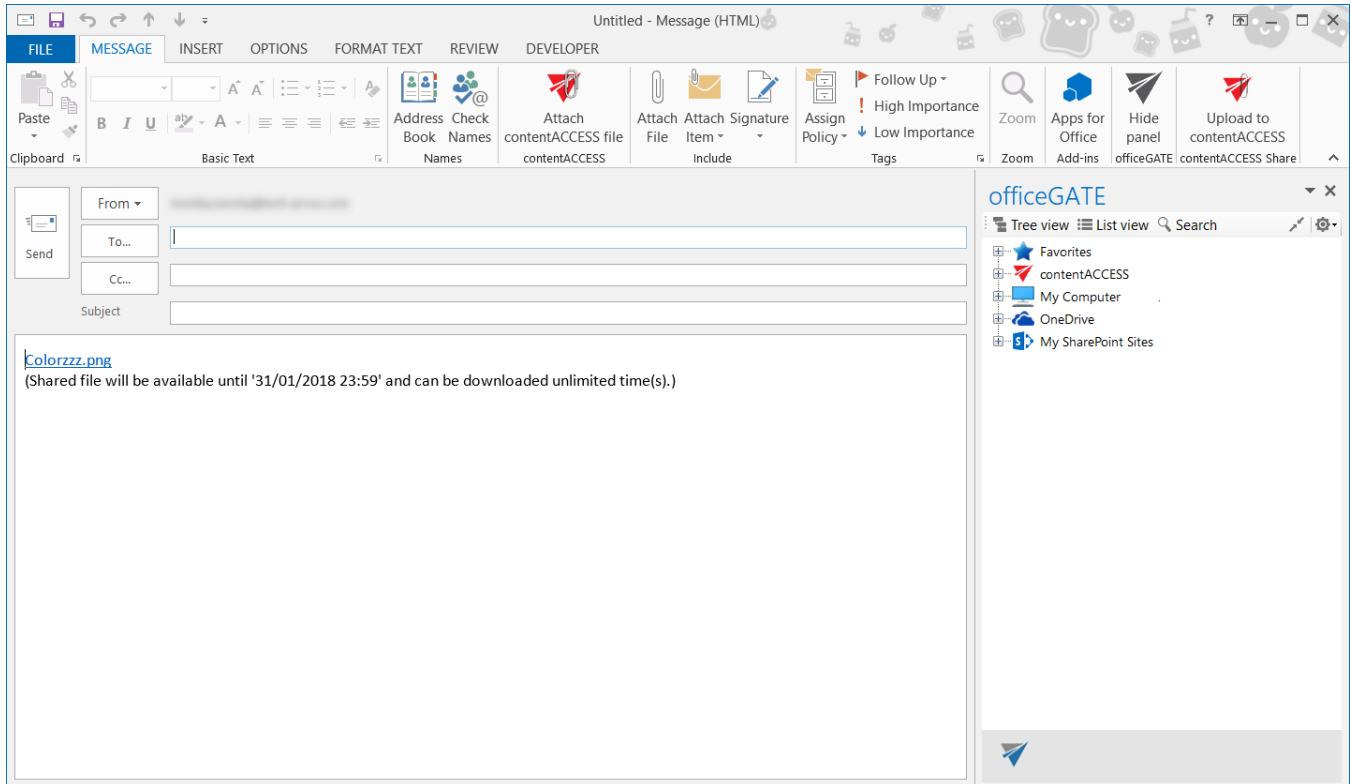 Untitled - Message (HTML)
?
FILE MESSAGE INSERT OPTIONS FORMAT TEXT REVIEW DEVELOPER
Paste
Clipboard
B I U A
Basic Text
Address Book
Check Names
Names
Attach contentACCESS file
contentACCESS
Attach File
Attach Item
Signature
Include
Assign Policy
Follow Up
High Importance
Low Importance
Tags
Zoom
Zoom
Apps for Office
Add-ins
Hide panel
officeGATE
Upload to contentACCESS
contentACCESS Share
Send
From
To...
Cc...
Subject
Colorzzz.png
(Shared file will be available until '31/01/2018 23:59' and can be downloaded unlimited time(s).)
officeGATE
Tree view List view Search
Favorites
contentACCESS
My Computer
OneDrive
My SharePoint Sites